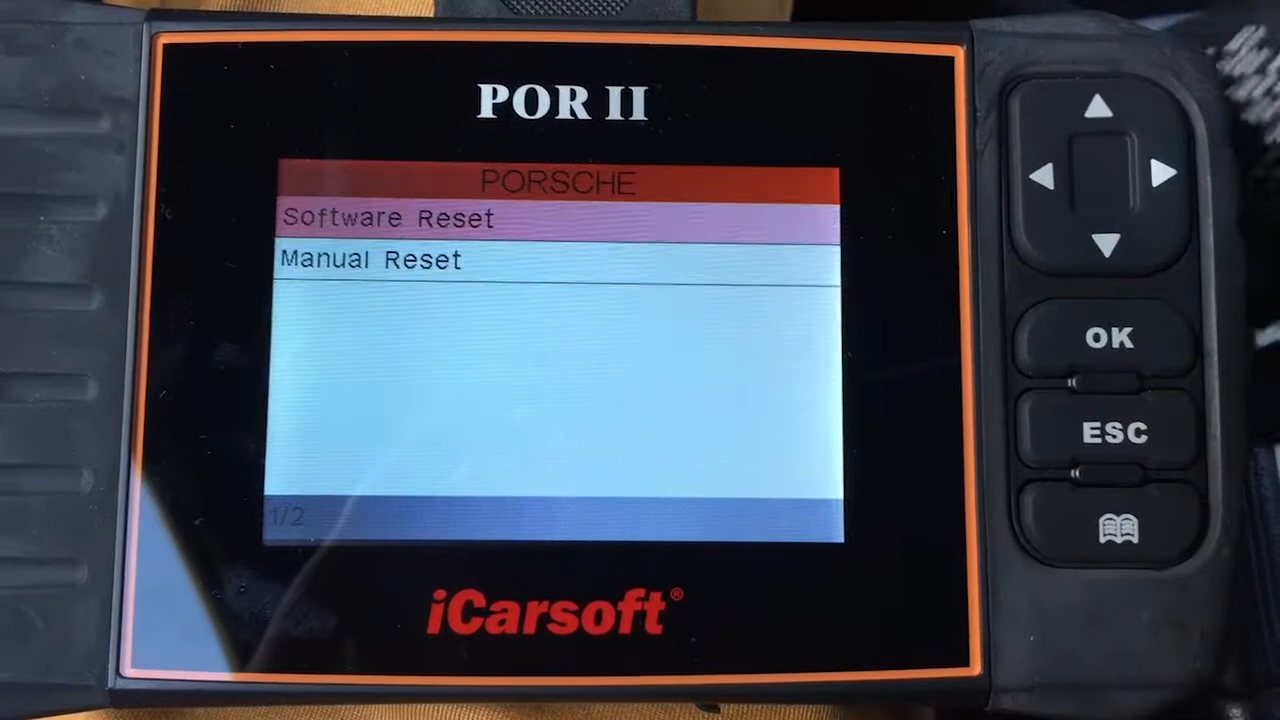 POR II
PORSCHE
Software Reset
Manual Reset
1/2
iCarsoft®
OK
ESC